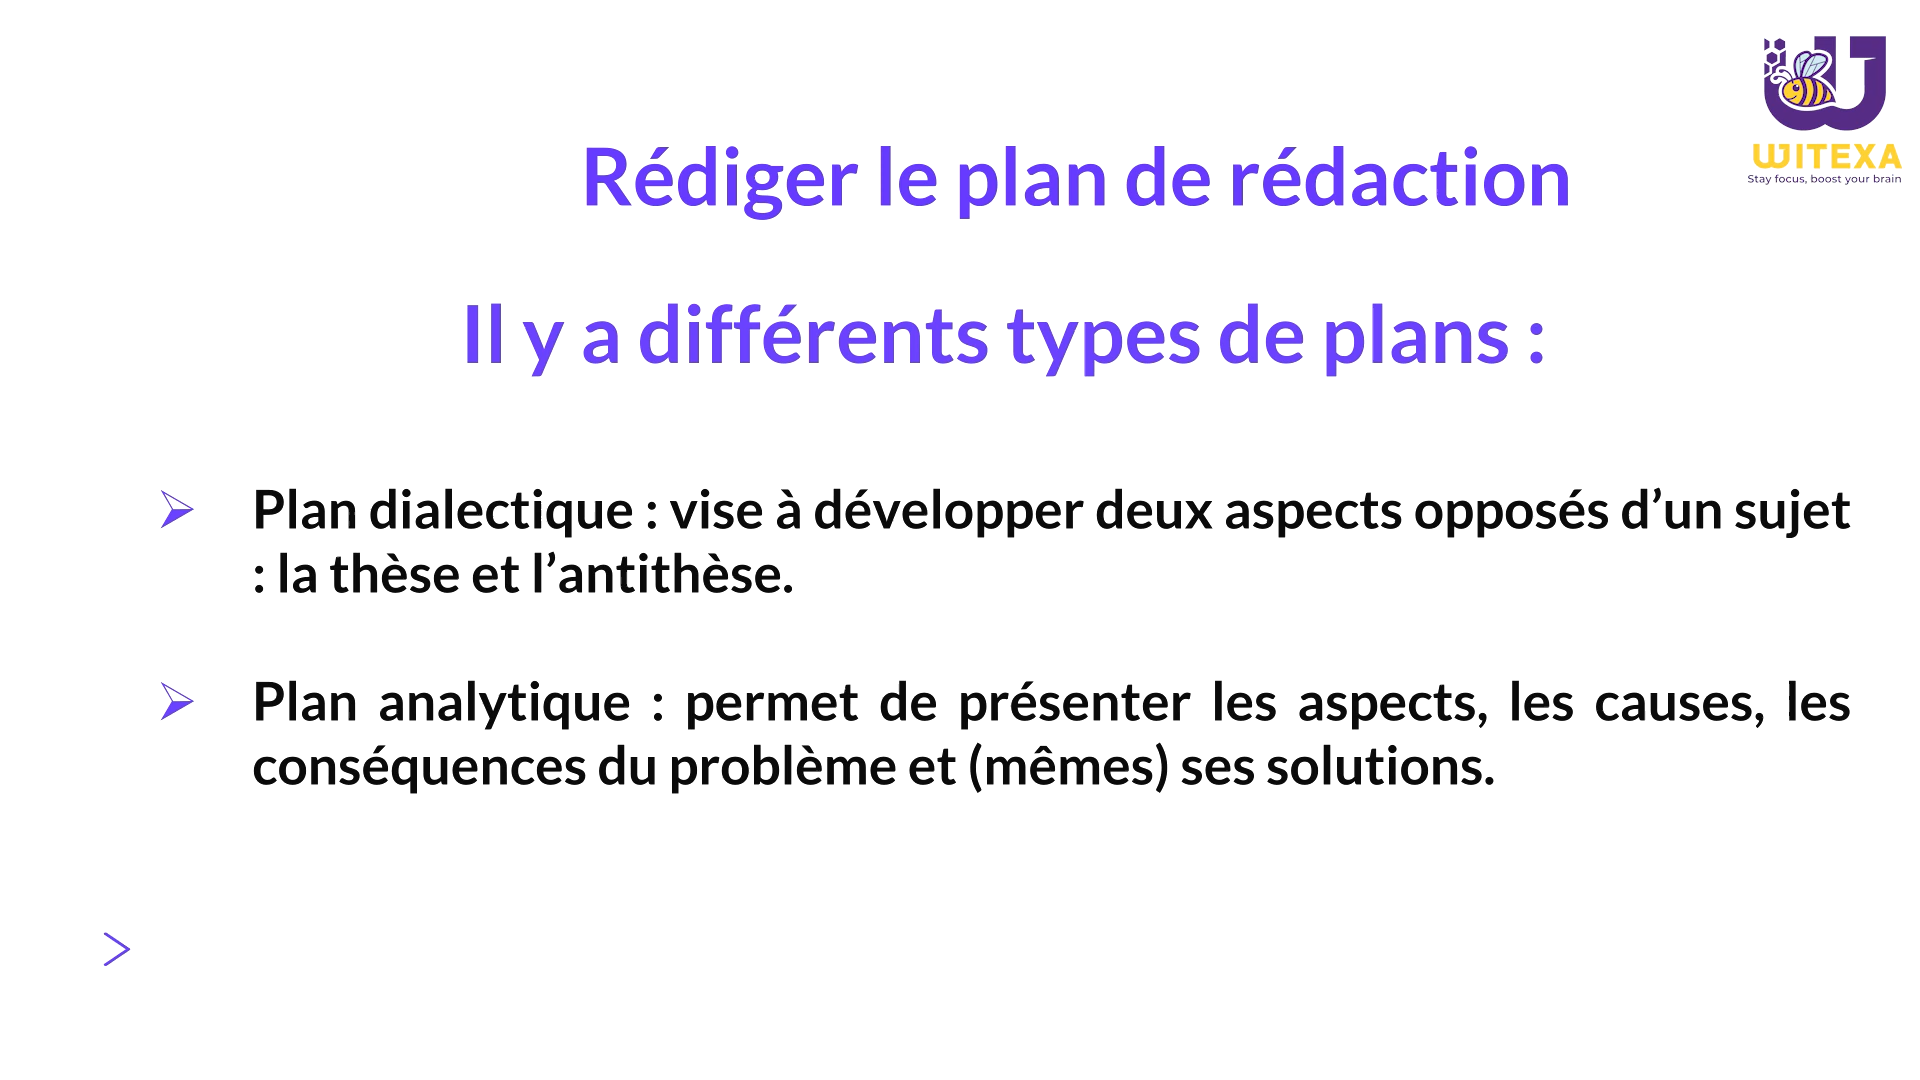 WITEXA
Stay focus, boost your brain
Rédiger le plan de rédaction
Il y a différents types de plans :
Plan dialectique : vise à développer deux aspects opposés d’un sujet
: la thèse et l’antithèse.
Plan analytique : permet de présenter les aspects, les causes, les
conséquences du problème et (mêmes) ses solutions.